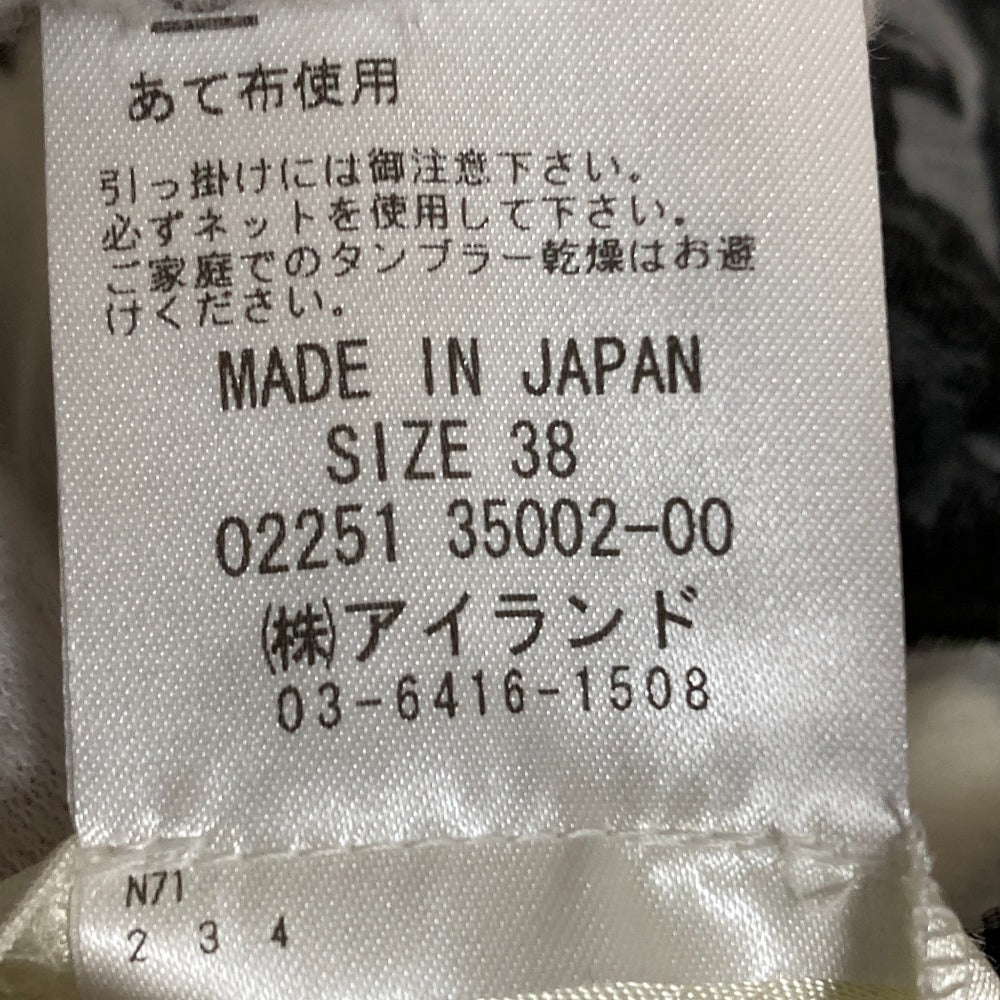 あて布使用
引っ掛けには御注意下さい。
必ずネットを使用して下さい。
ご家庭でのタンブラー乾燥はお避
けください。
MADE IN JAPAN
SIZE 38
02251 35002-00
㈱アイランド
03-6416-1508
N71
2 3 4